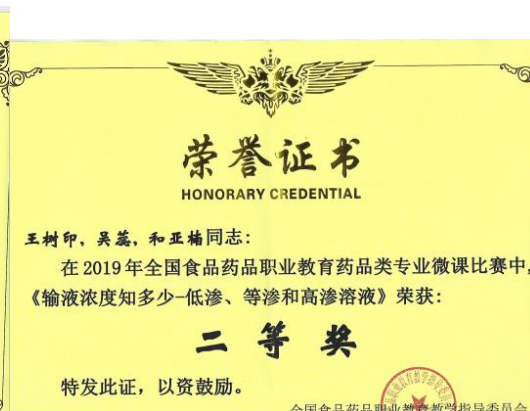 荣誉证书
HONORARY CREDENTIAL
王树印，吴蕊，和亚楠同志：
在2019年全国食品药品职业教育药品类专业微课比赛中，
《输液浓度知多少-低渗、等渗和高渗溶液》荣获：
二等奖
特发此证，以资鼓励。
全国食品药品职业教育教学指导委员会